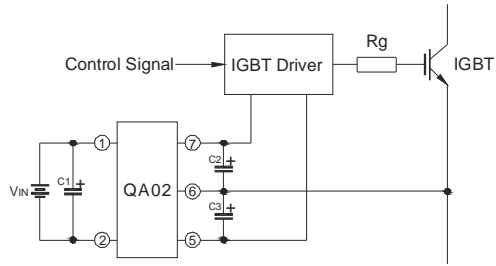 Rg
Control Signal
IGBT Driver
IGBT
1
7
C2
+
VIN
C1
+
QA02
6
C3
+
2
5